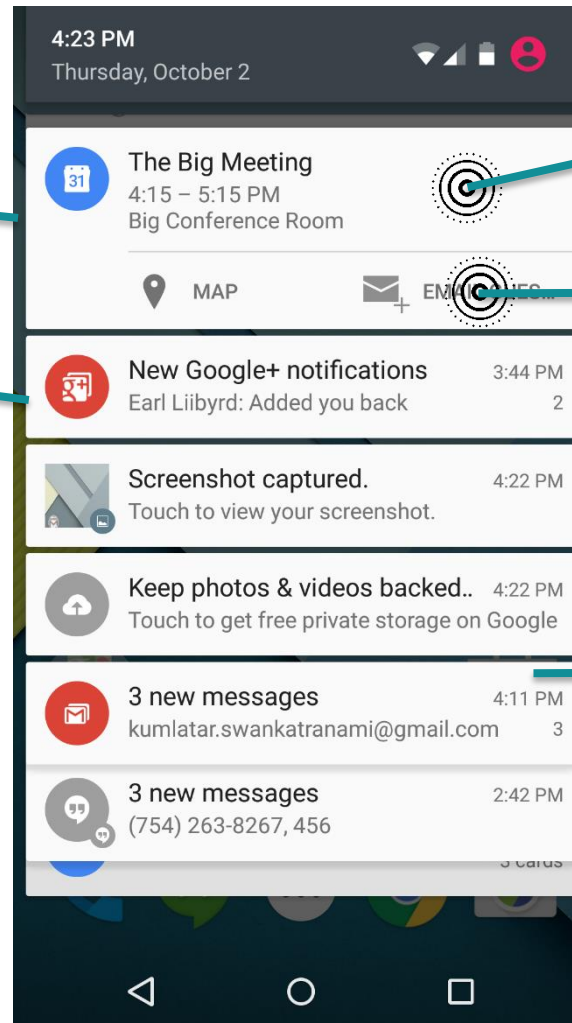 4:23 PM
Thursday, October 2
31
The Big Meeting
4:15 – 5:15 PM
Big Conference Room
MAP
New Google+ notifications 3:44 PM
Earl Liibyrd: Added you back 2
Screenshot captured. 4:22 PM
Touch to view your screenshot.
Keep photos & videos backed.. 4:22 PM
Touch to get free private storage on Google
3 new messages 4:11 PM
kumlatar.swankatranami@gmail.com 3
3 new messages 2:42 PM
(754) 263-8267, 456
3 cards